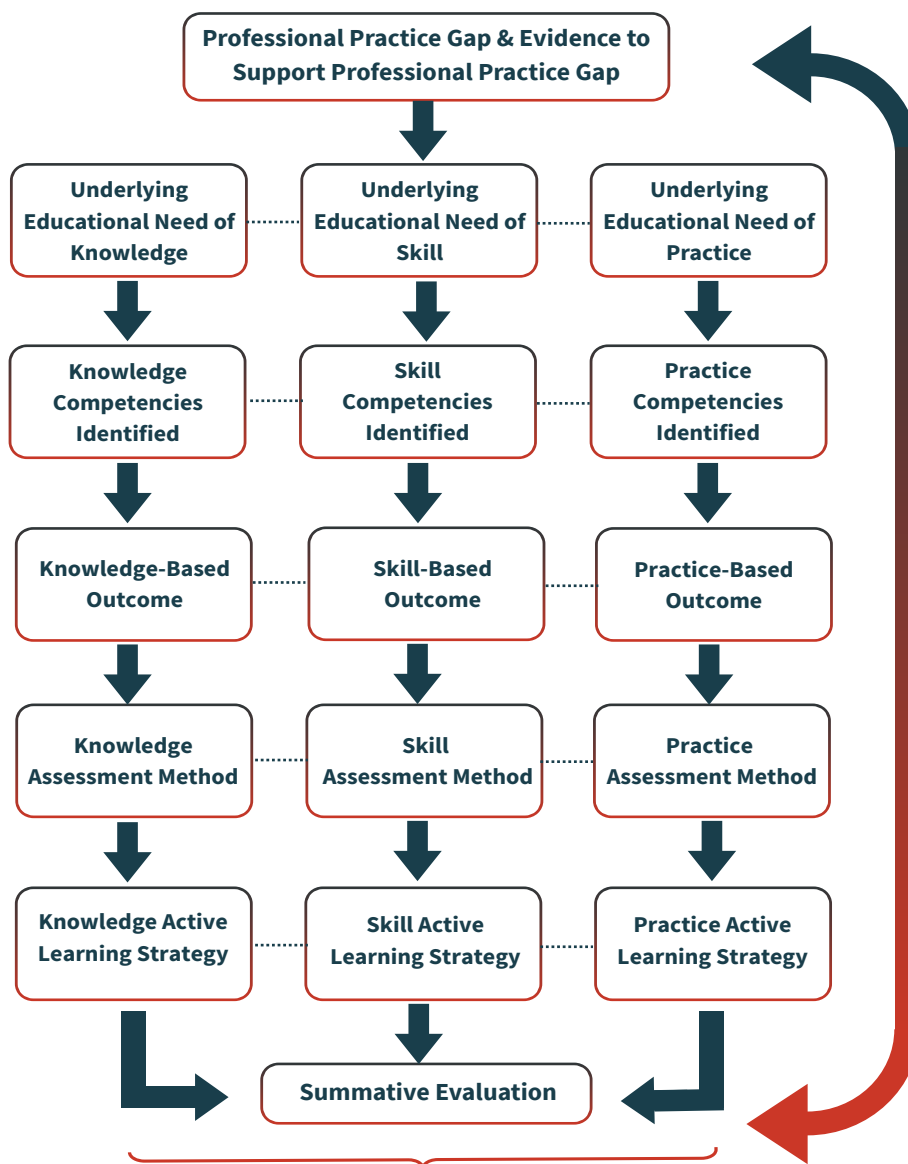 Professional Practice Gap & Evidence to
Support Professional Practice Gap
Underlying
Educational Need of
Knowledge
Underlying
Educational Need of
Skill
Underlying
Educational Need of
Practice
Knowledge
Competencies
Identified
Skill
Competencies
Identified
Practice
Competencies
Identified
Knowledge-Based
Outcome
Skill-Based
Outcome
Practice-Based
Outcome
Knowledge
Assessment Method
Skill
Assessment Method
Practice
Assessment Method
Knowledge Active
Learning Strategy
Skill Active
Learning Strategy
Practice Active
Learning Strategy
Summative Evaluation